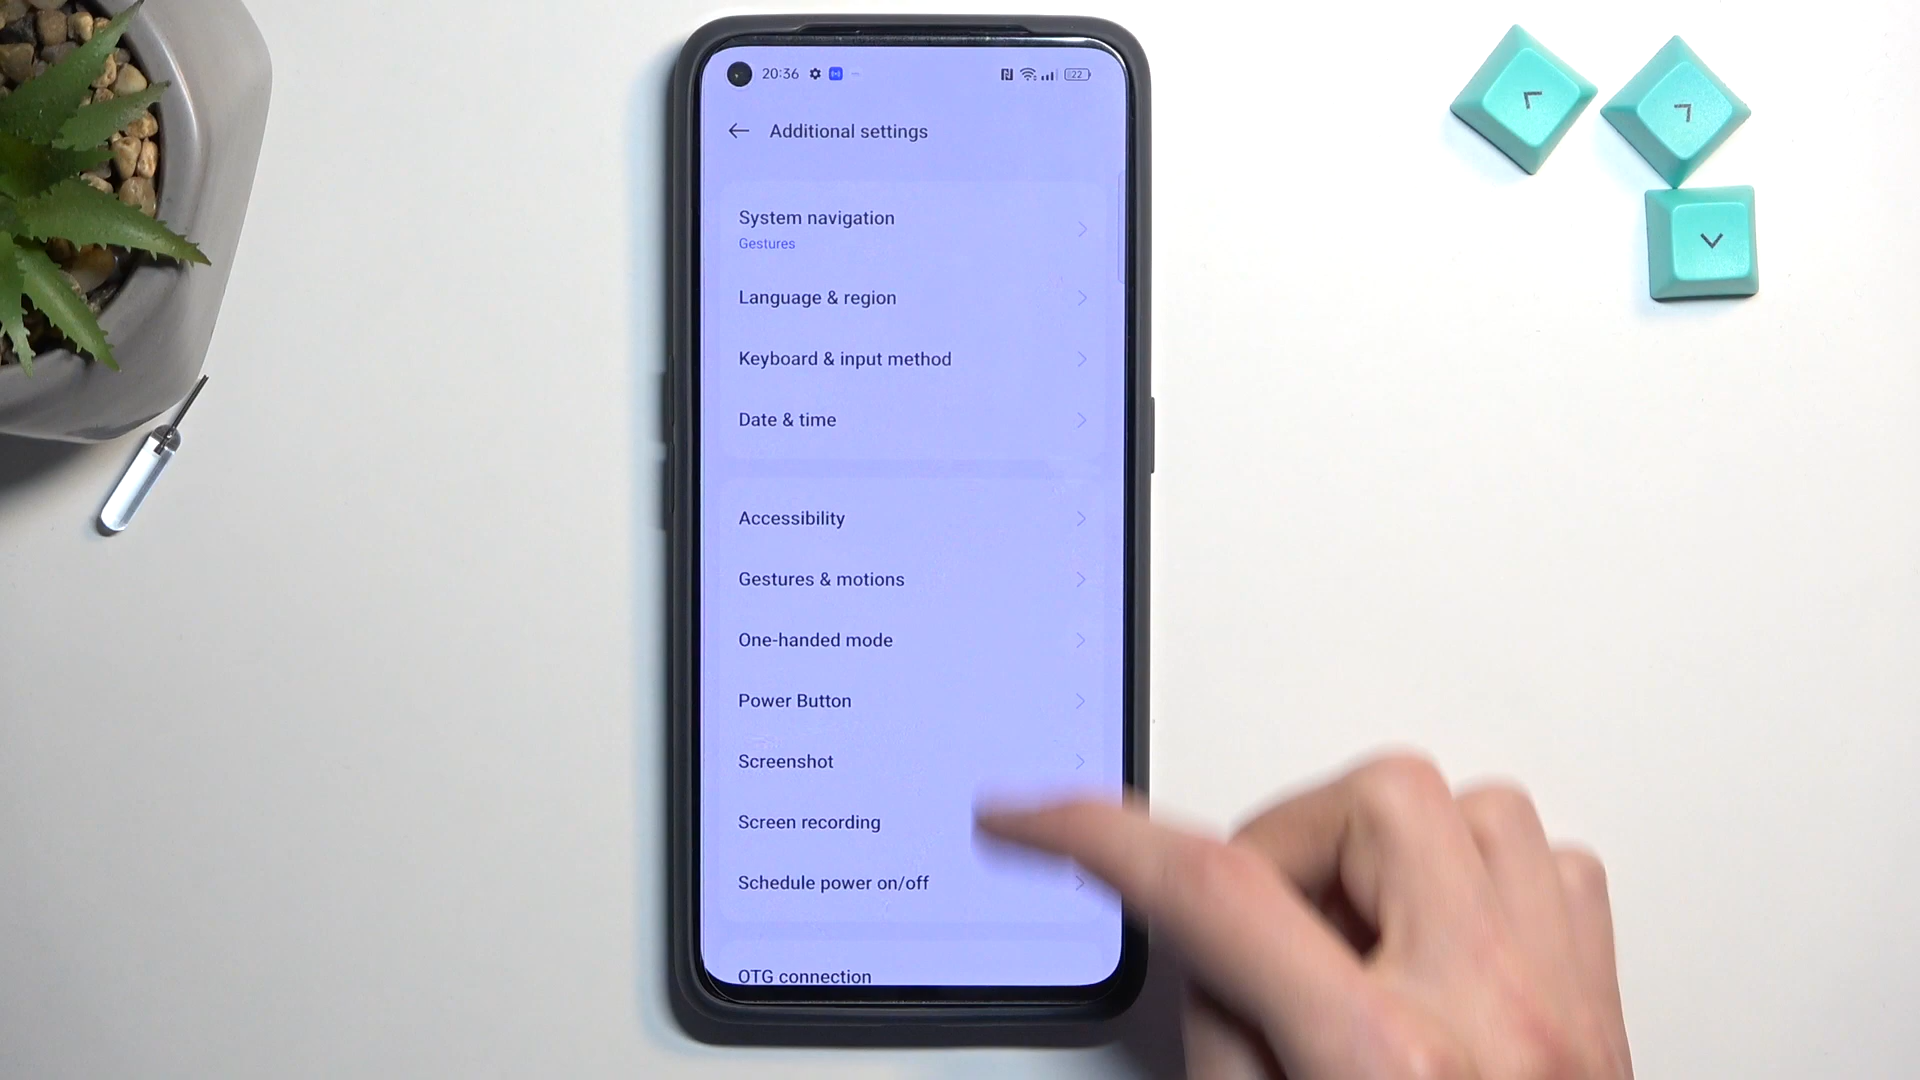 20:36
22
Additional settings
System navigation
Gestures
Language & region
Keyboard & input method
Date & time
Accessibility
Gestures & motions
One-handed mode
Power Button
Screenshot
Screen recording
Schedule power on/off
OTG connection